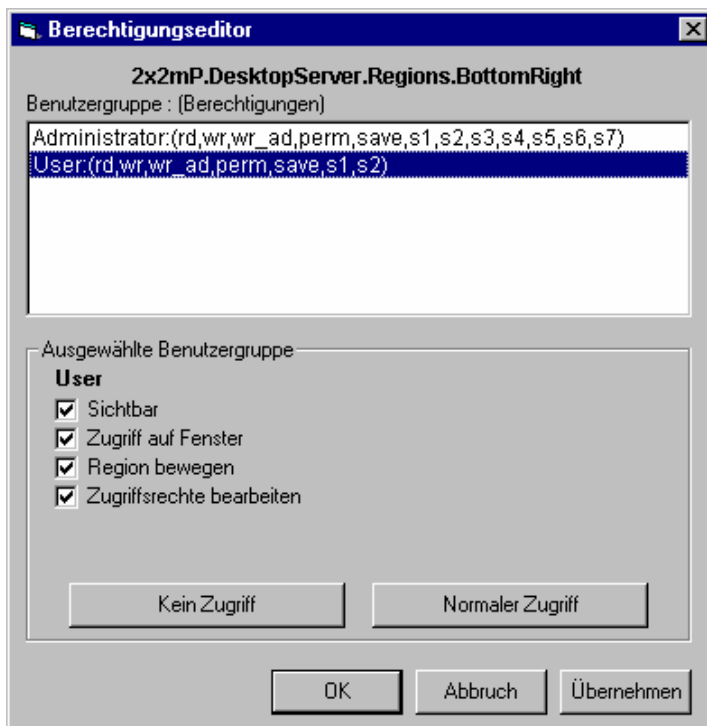 Berechtigungseditor
2x2mP.DesktopServer.Regions.BottomRight
Benutzergruppe : (Berechtigungen)
Administrator:(rd,wr,wr_ad,perm,save,s1,s2,s3,s4,s5,s6,s7)
User:(rd,wr,wr_ad,perm,save,s1,s2)
Ausgewählte Benutzergruppe
User
Sichtbar
Zugriff auf Fenster
Region bewegen
Zugriffsrechte bearbeiten
Kein Zugriff Normaler Zugriff
OK Abbruch Übernehmen